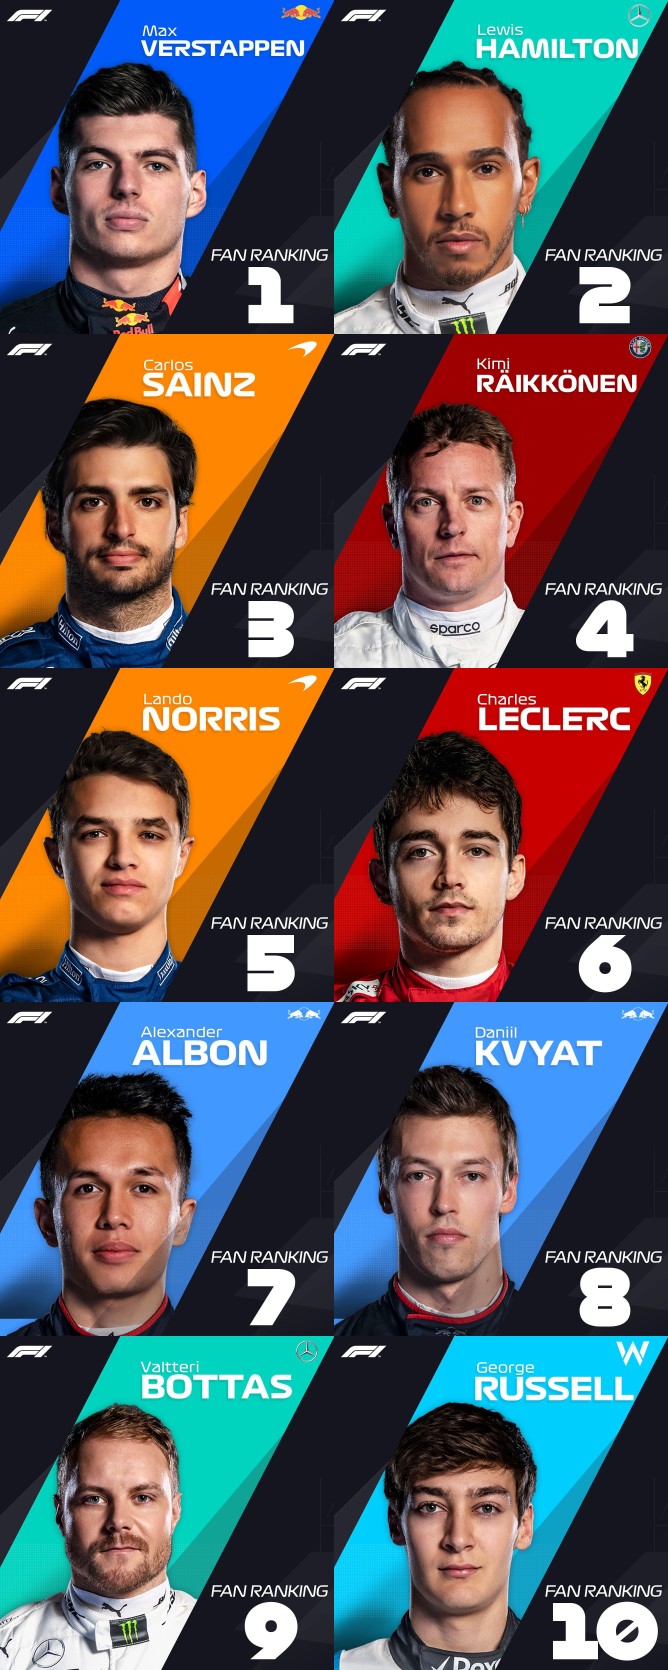 F1
Max
VERSTAPPEN
FAN RANKING
1
Red Bull
F1
Lewis
HAMILTON
FAN RANKING
2
F1
Carlos
SAINZ
FAN RANKING
3
Hilton
F1
Kimi
RÄIKKÖNEN
FAN RANKING
4
sparco
F1
Lando
NORRIS
FAN RANKING
5
F1
Charles
LECLERC
FAN RANKING
6
F1
Alexander
ALBON
FAN RANKING
7
F1
Daniil
KVYAT
FAN RANKING
8
F1
Valtteri
BOTTAS
FAN RANKING
9
F1
George
RUSSELL
FAN RANKING
10